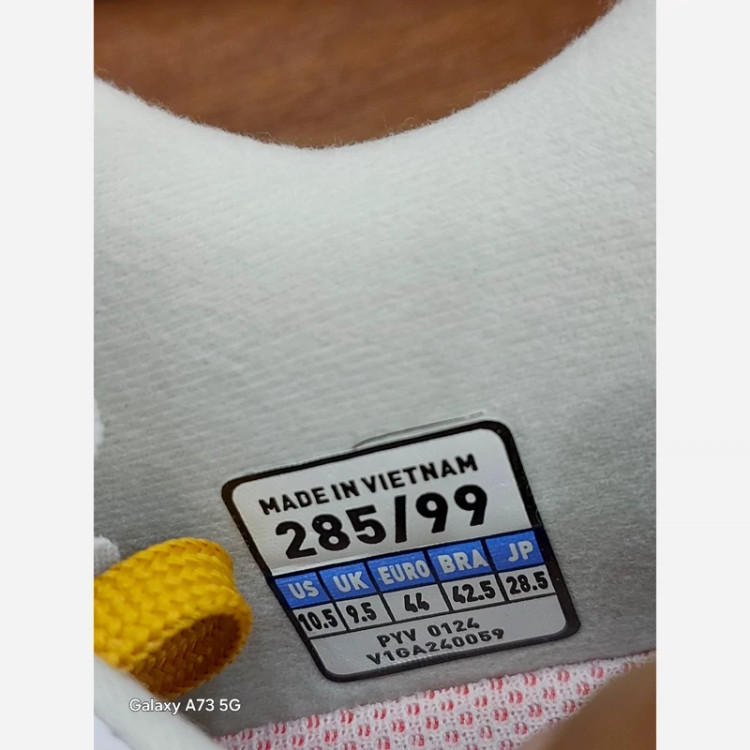 MADE IN VIETNAM
285/99
US UK EURO BRA JP
10.5 9.5 44 42.5 28.5
PYV 0124
V1GA240059
Galaxy A73 5G